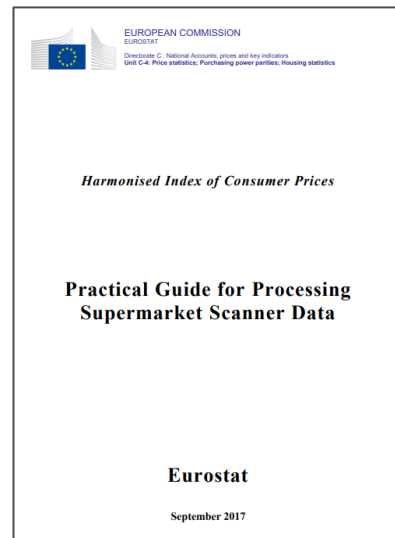 EUROPEAN COMMISSION
EUROSTAT
Directorate C : National Accounts; prices and key indicators
Unit C-4: Price statistics; Purchasing power parities; Housing statistics
Harmonised Index of Consumer Prices
Practical Guide for Processing
Supermarket Scanner Data
Eurostat
September 2017